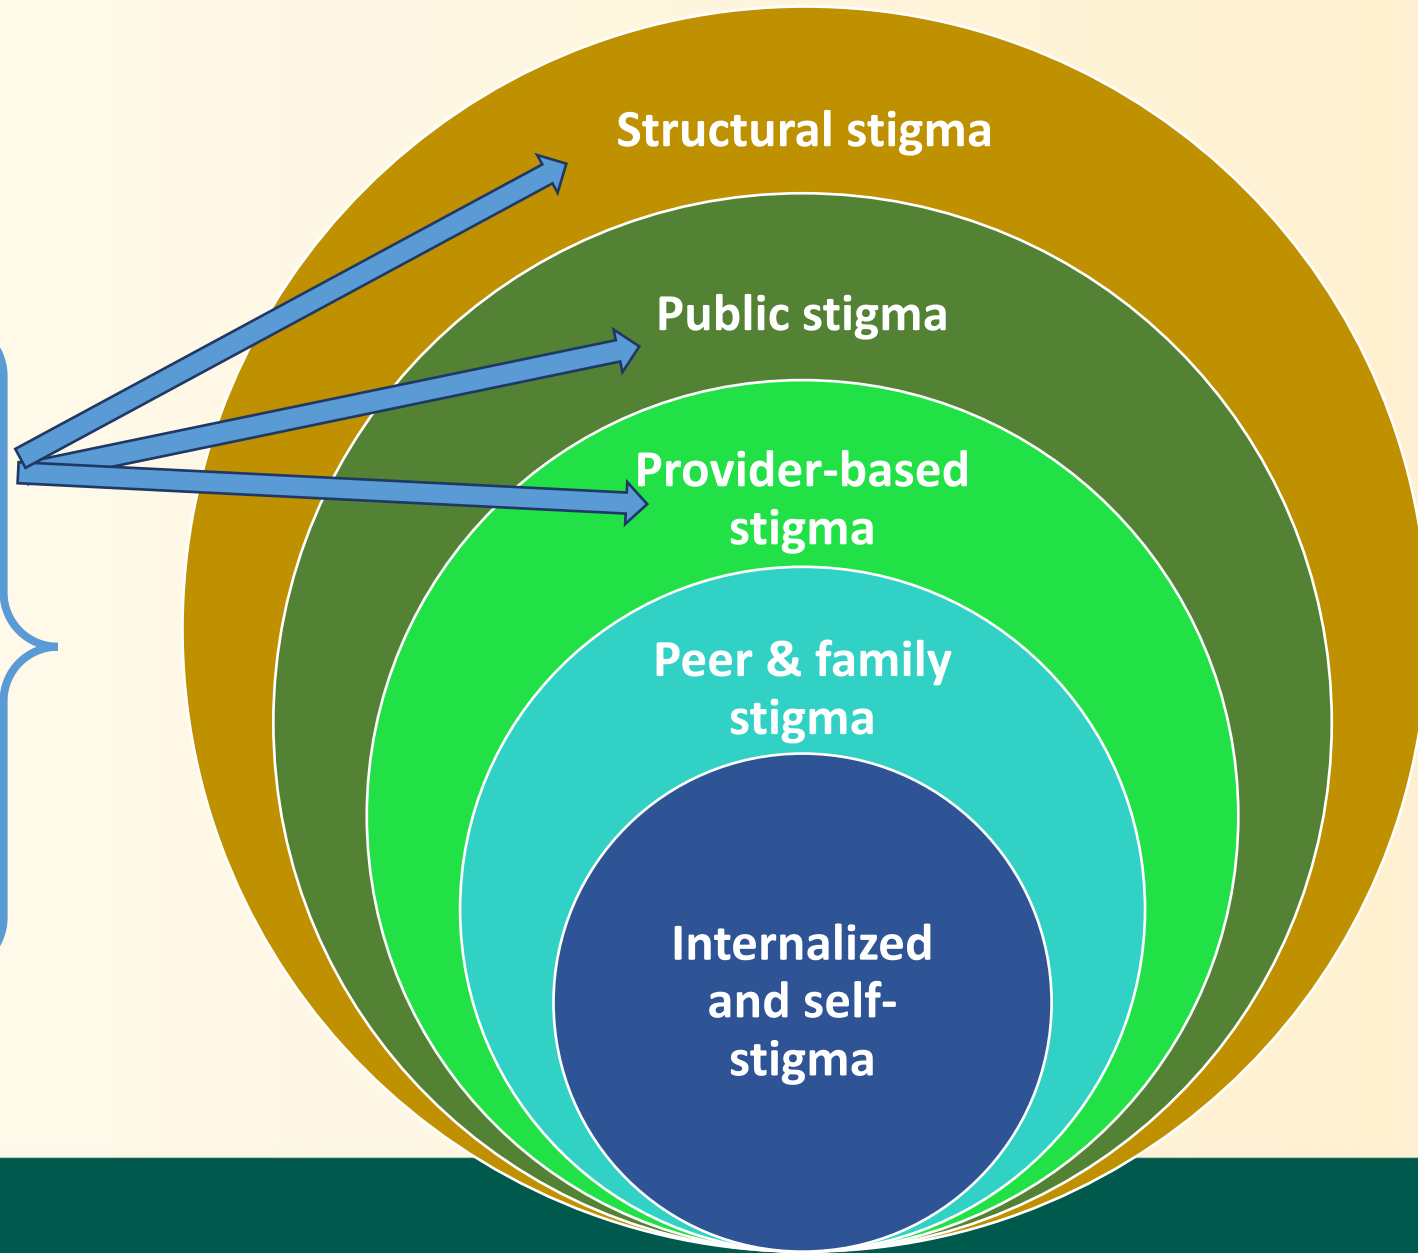 Structural stigma
Public stigma
Provider-based
stigma
Peer & family
stigma
Internalized
and self-
stigma